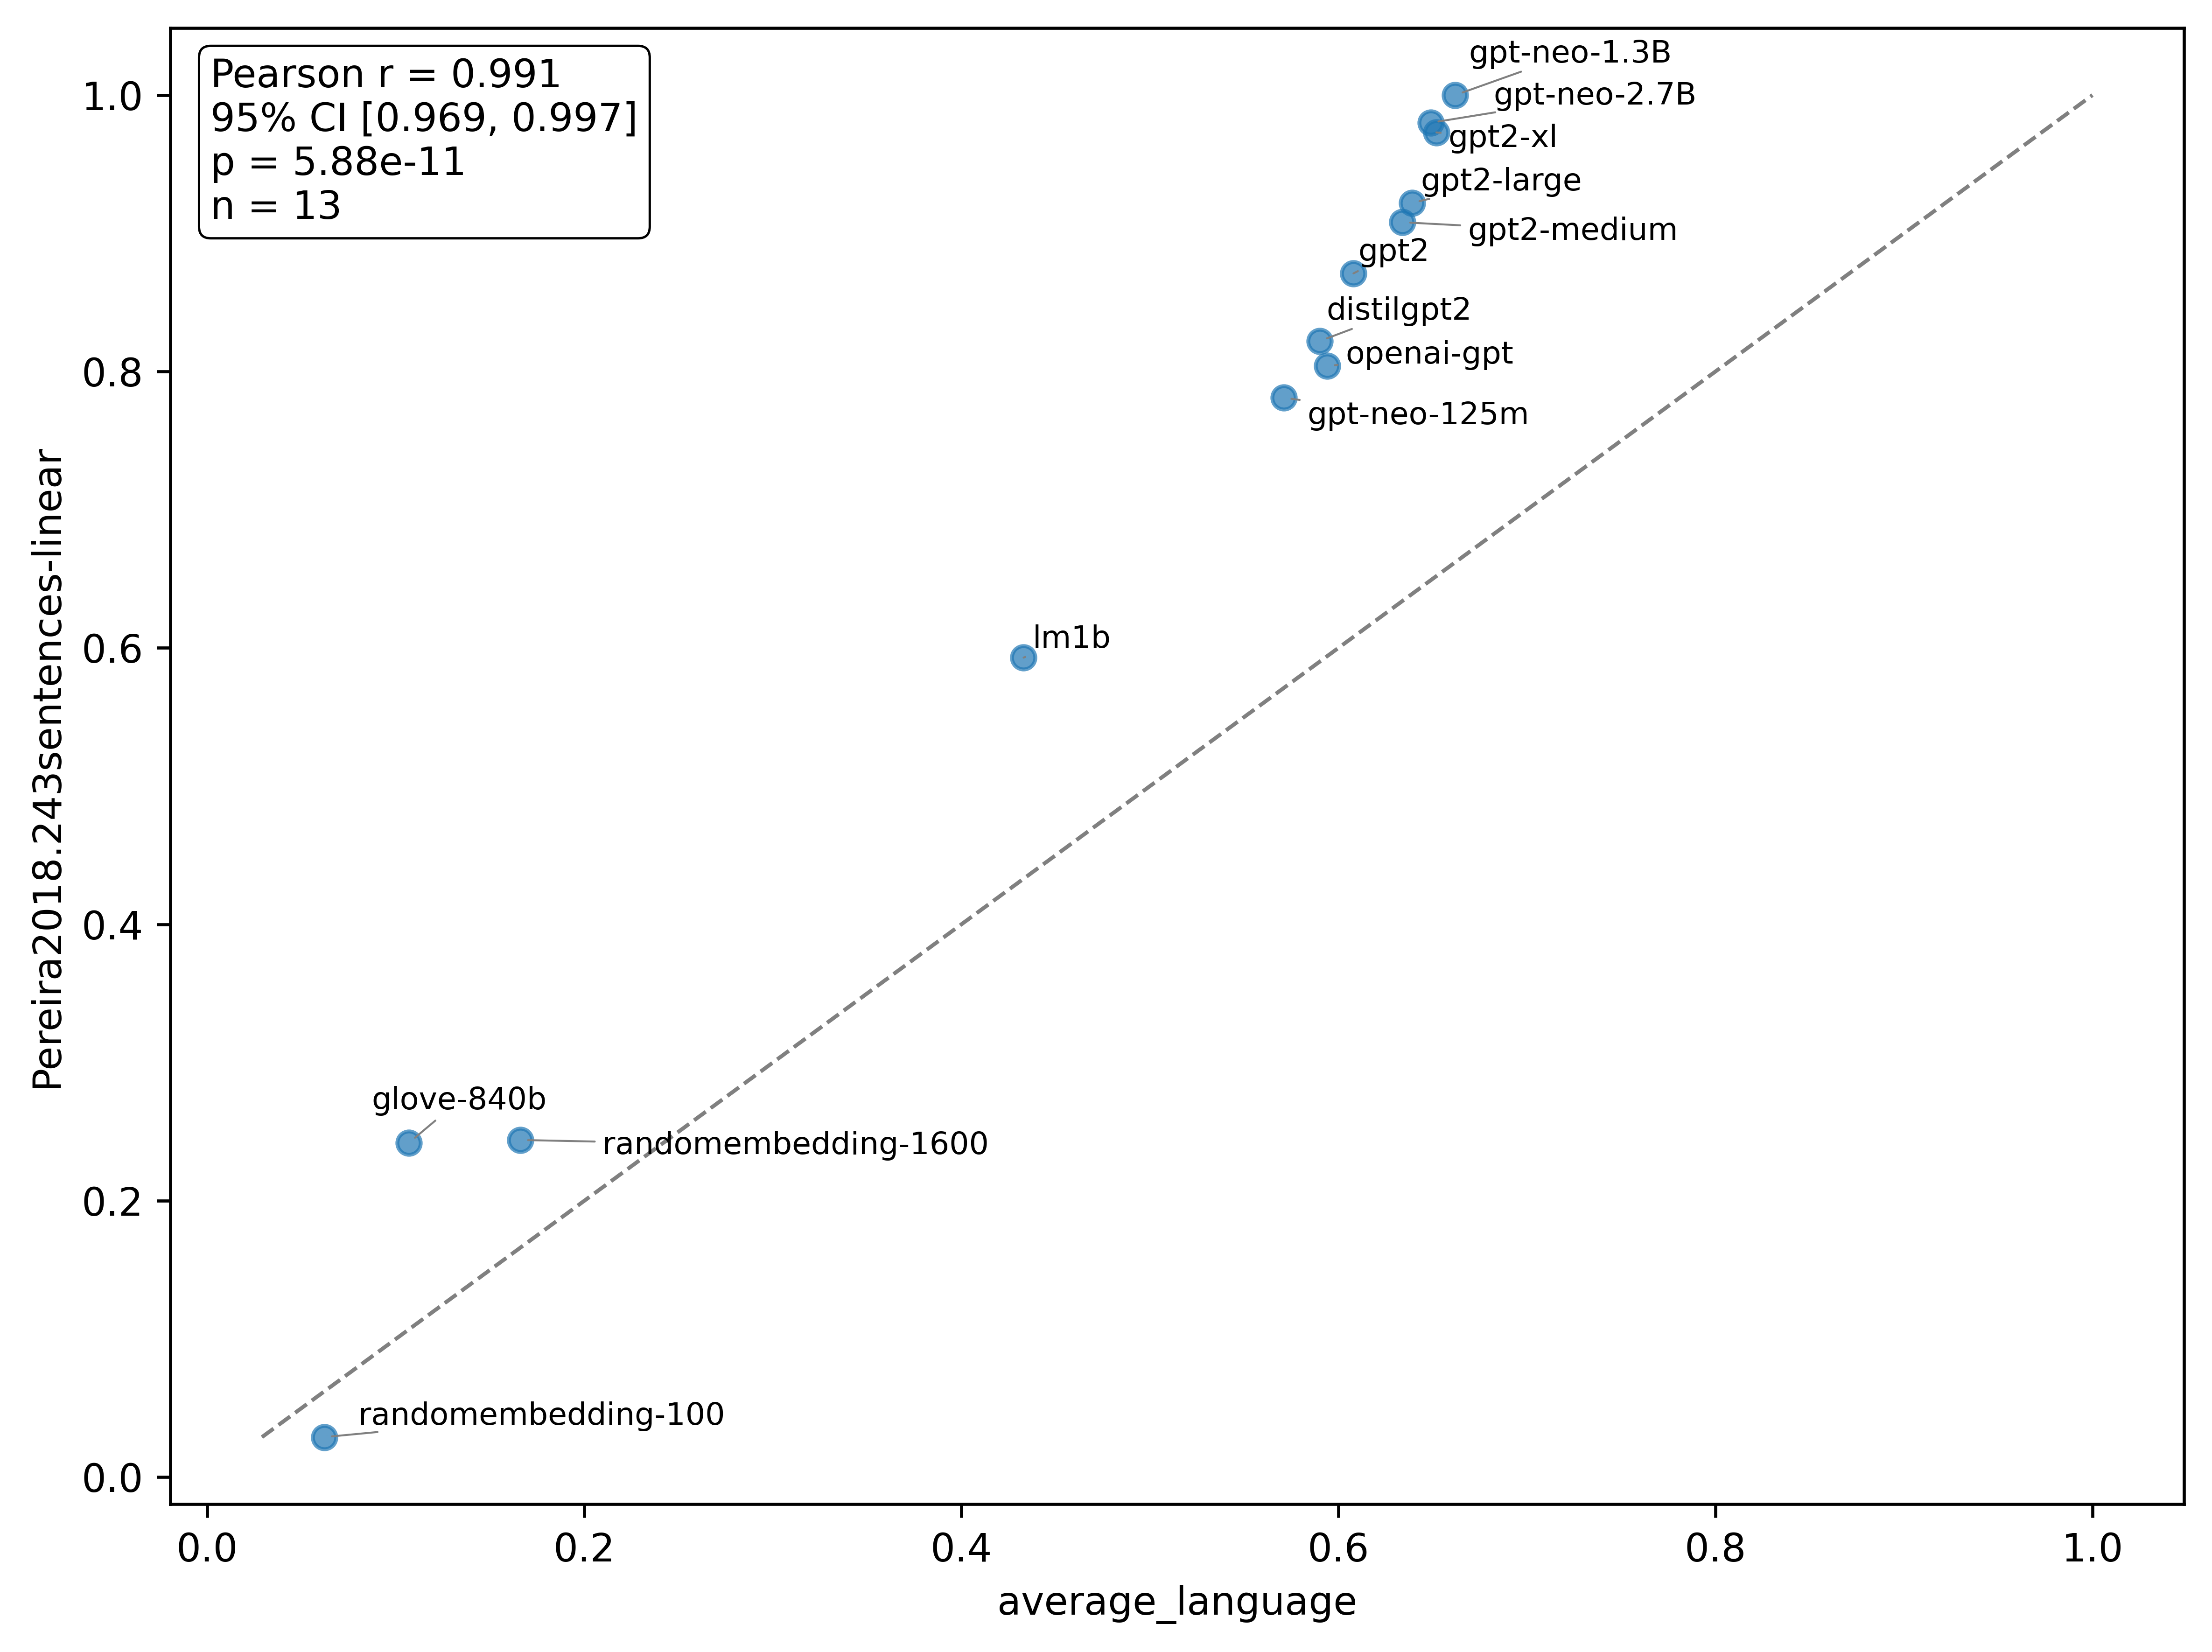 Pearson r = 0.991
95% CI [0.969, 0.997]
p = 5.88e-11
n = 13
gpt-neo-1.3B
gpt-neo-2.7B
gpt2-xl
gpt2-large
gpt2-medium
gpt2
distilgpt2
openai-gpt
gpt-neo-125m
lm1b
glove-840b
randomembedding-1600
randomembedding-100
Pereira2018.243sentences-linear
1.0
0.8
0.6
0.4
0.2
0.0
0.0 0.2 0.4 0.6 0.8 1.0
average_language